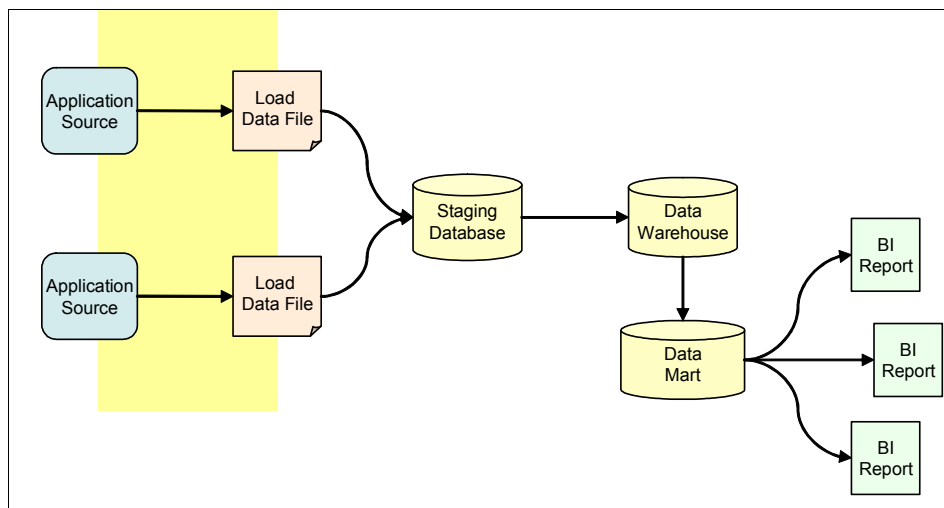 Application
Source
Load
Data File
Staging
Database
Data
Warehouse
BI
Report
Application
Source
Load
Data File
Data
Mart
BI
Report
BI
Report